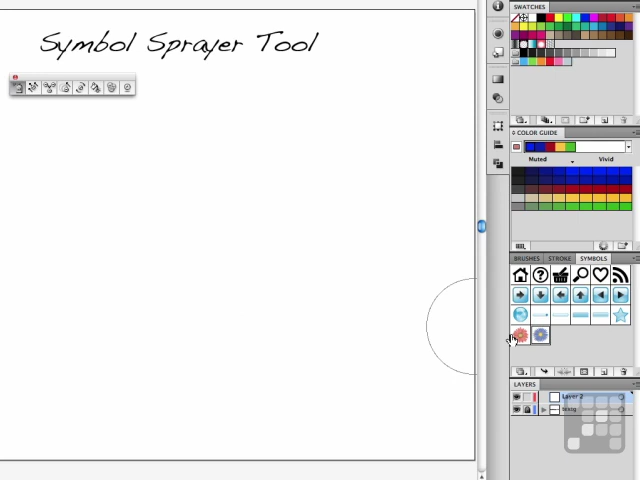 Symbol Sprayer Tool
SWATCHES
COLOR GUIDE
Muted
Vivid
BRUSHES
STROKE
SYMBOLS
LAYERS
Layer 2